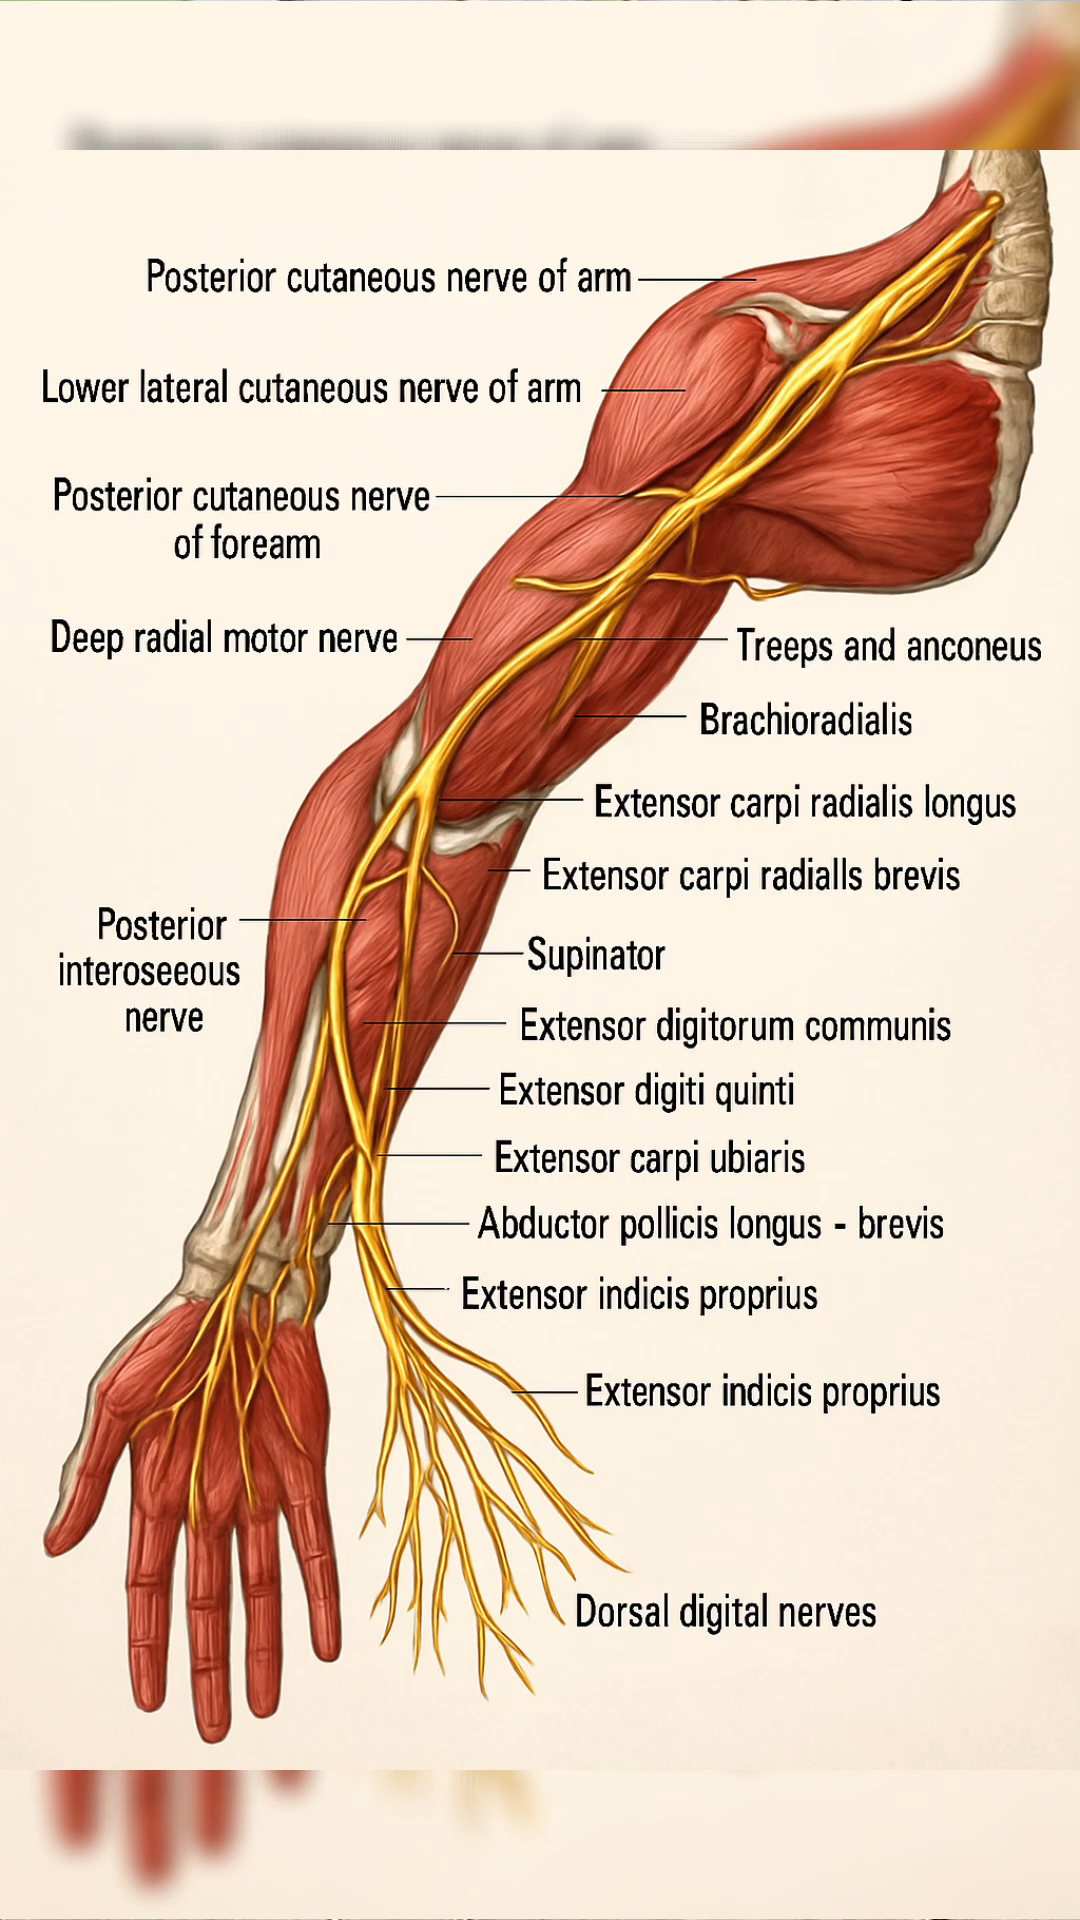 Posterior cutaneous nerve of arm
Lower lateral cutaneous nerve of arm
Posterior cutaneous nerve
of foreamm
Deep radial motor nerve
Treeps and anconeus
Brachioradialis
Extensor carpi radialis longus
Extensor carpi radialls brevis
Posterior
interoseeous
nerve
Supinator
Extensor digitorum communis
Extensor digiti quinti
Extensor carpi ubiaris
Abductor pollicis longus - brevis
Extensor indicis proprius
Extensor indicis proprius
Dorsal digital nerves